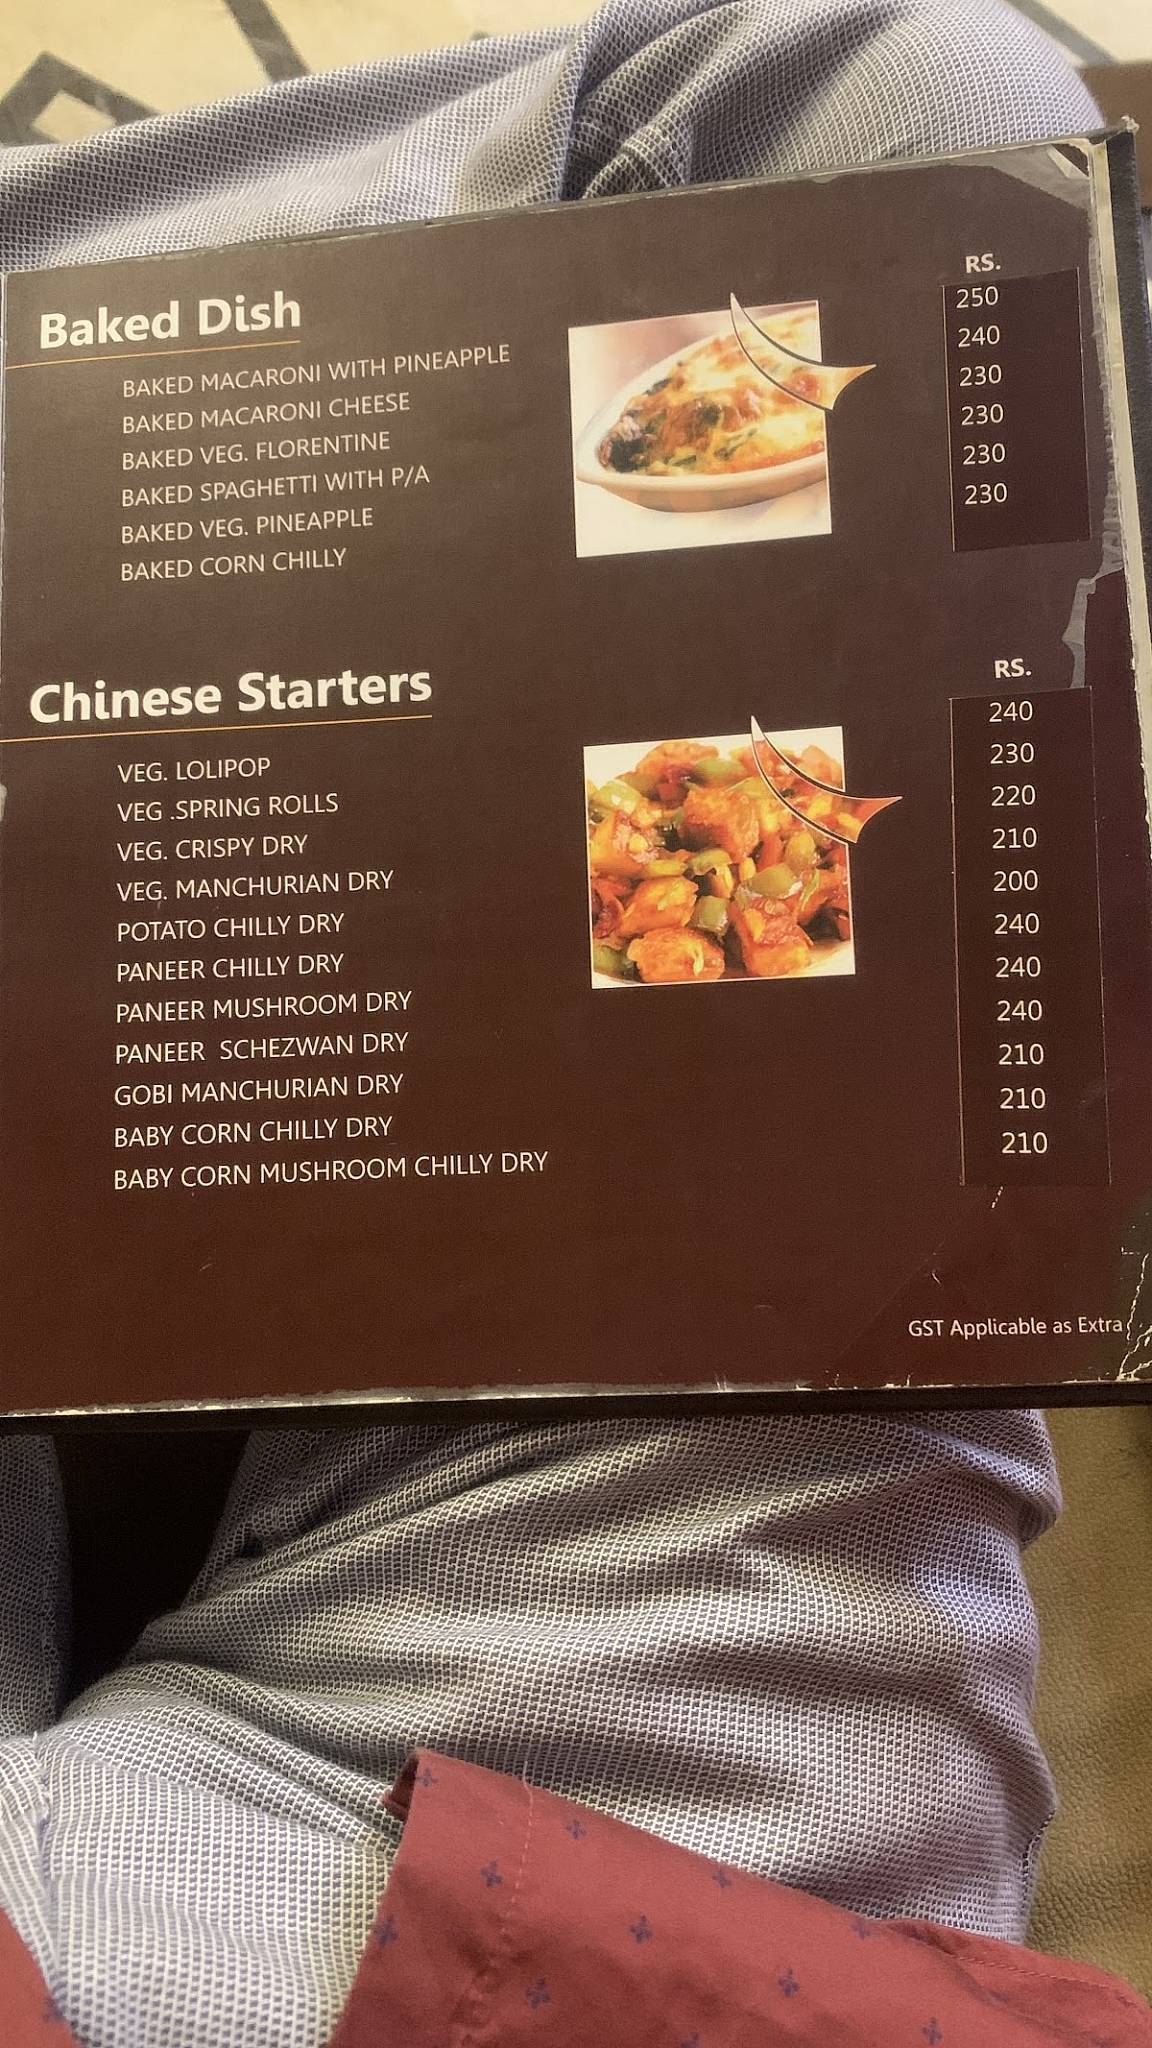 Baked Dish RS.
BAKED MACARONI WITH PINEAPPLE 250
BAKED MACARONI CHEESE 240
BAKED VEG. FLORENTINE 230
BAKED SPAGHETTI WITH P/A 230
BAKED VEG. PINEAPPLE 230
BAKED CORN CHILLY 230
Chinese Starters RS.
VEG. LOLIPOP 240
VEG .SPRING ROLLS 230
VEG. CRISPY DRY 220
VEG. MANCHURIAN DRY 210
POTATO CHILLY DRY 200
PANEER CHILLY DRY 240
PANEER MUSHROOM DRY 240
PANEER SCHEZWAN DRY 240
GOBI MANCHURIAN DRY 210
BABY CORN CHILLY DRY 210
BABY CORN MUSHROOM CHILLY DRY 210
GST Applicable as Extra